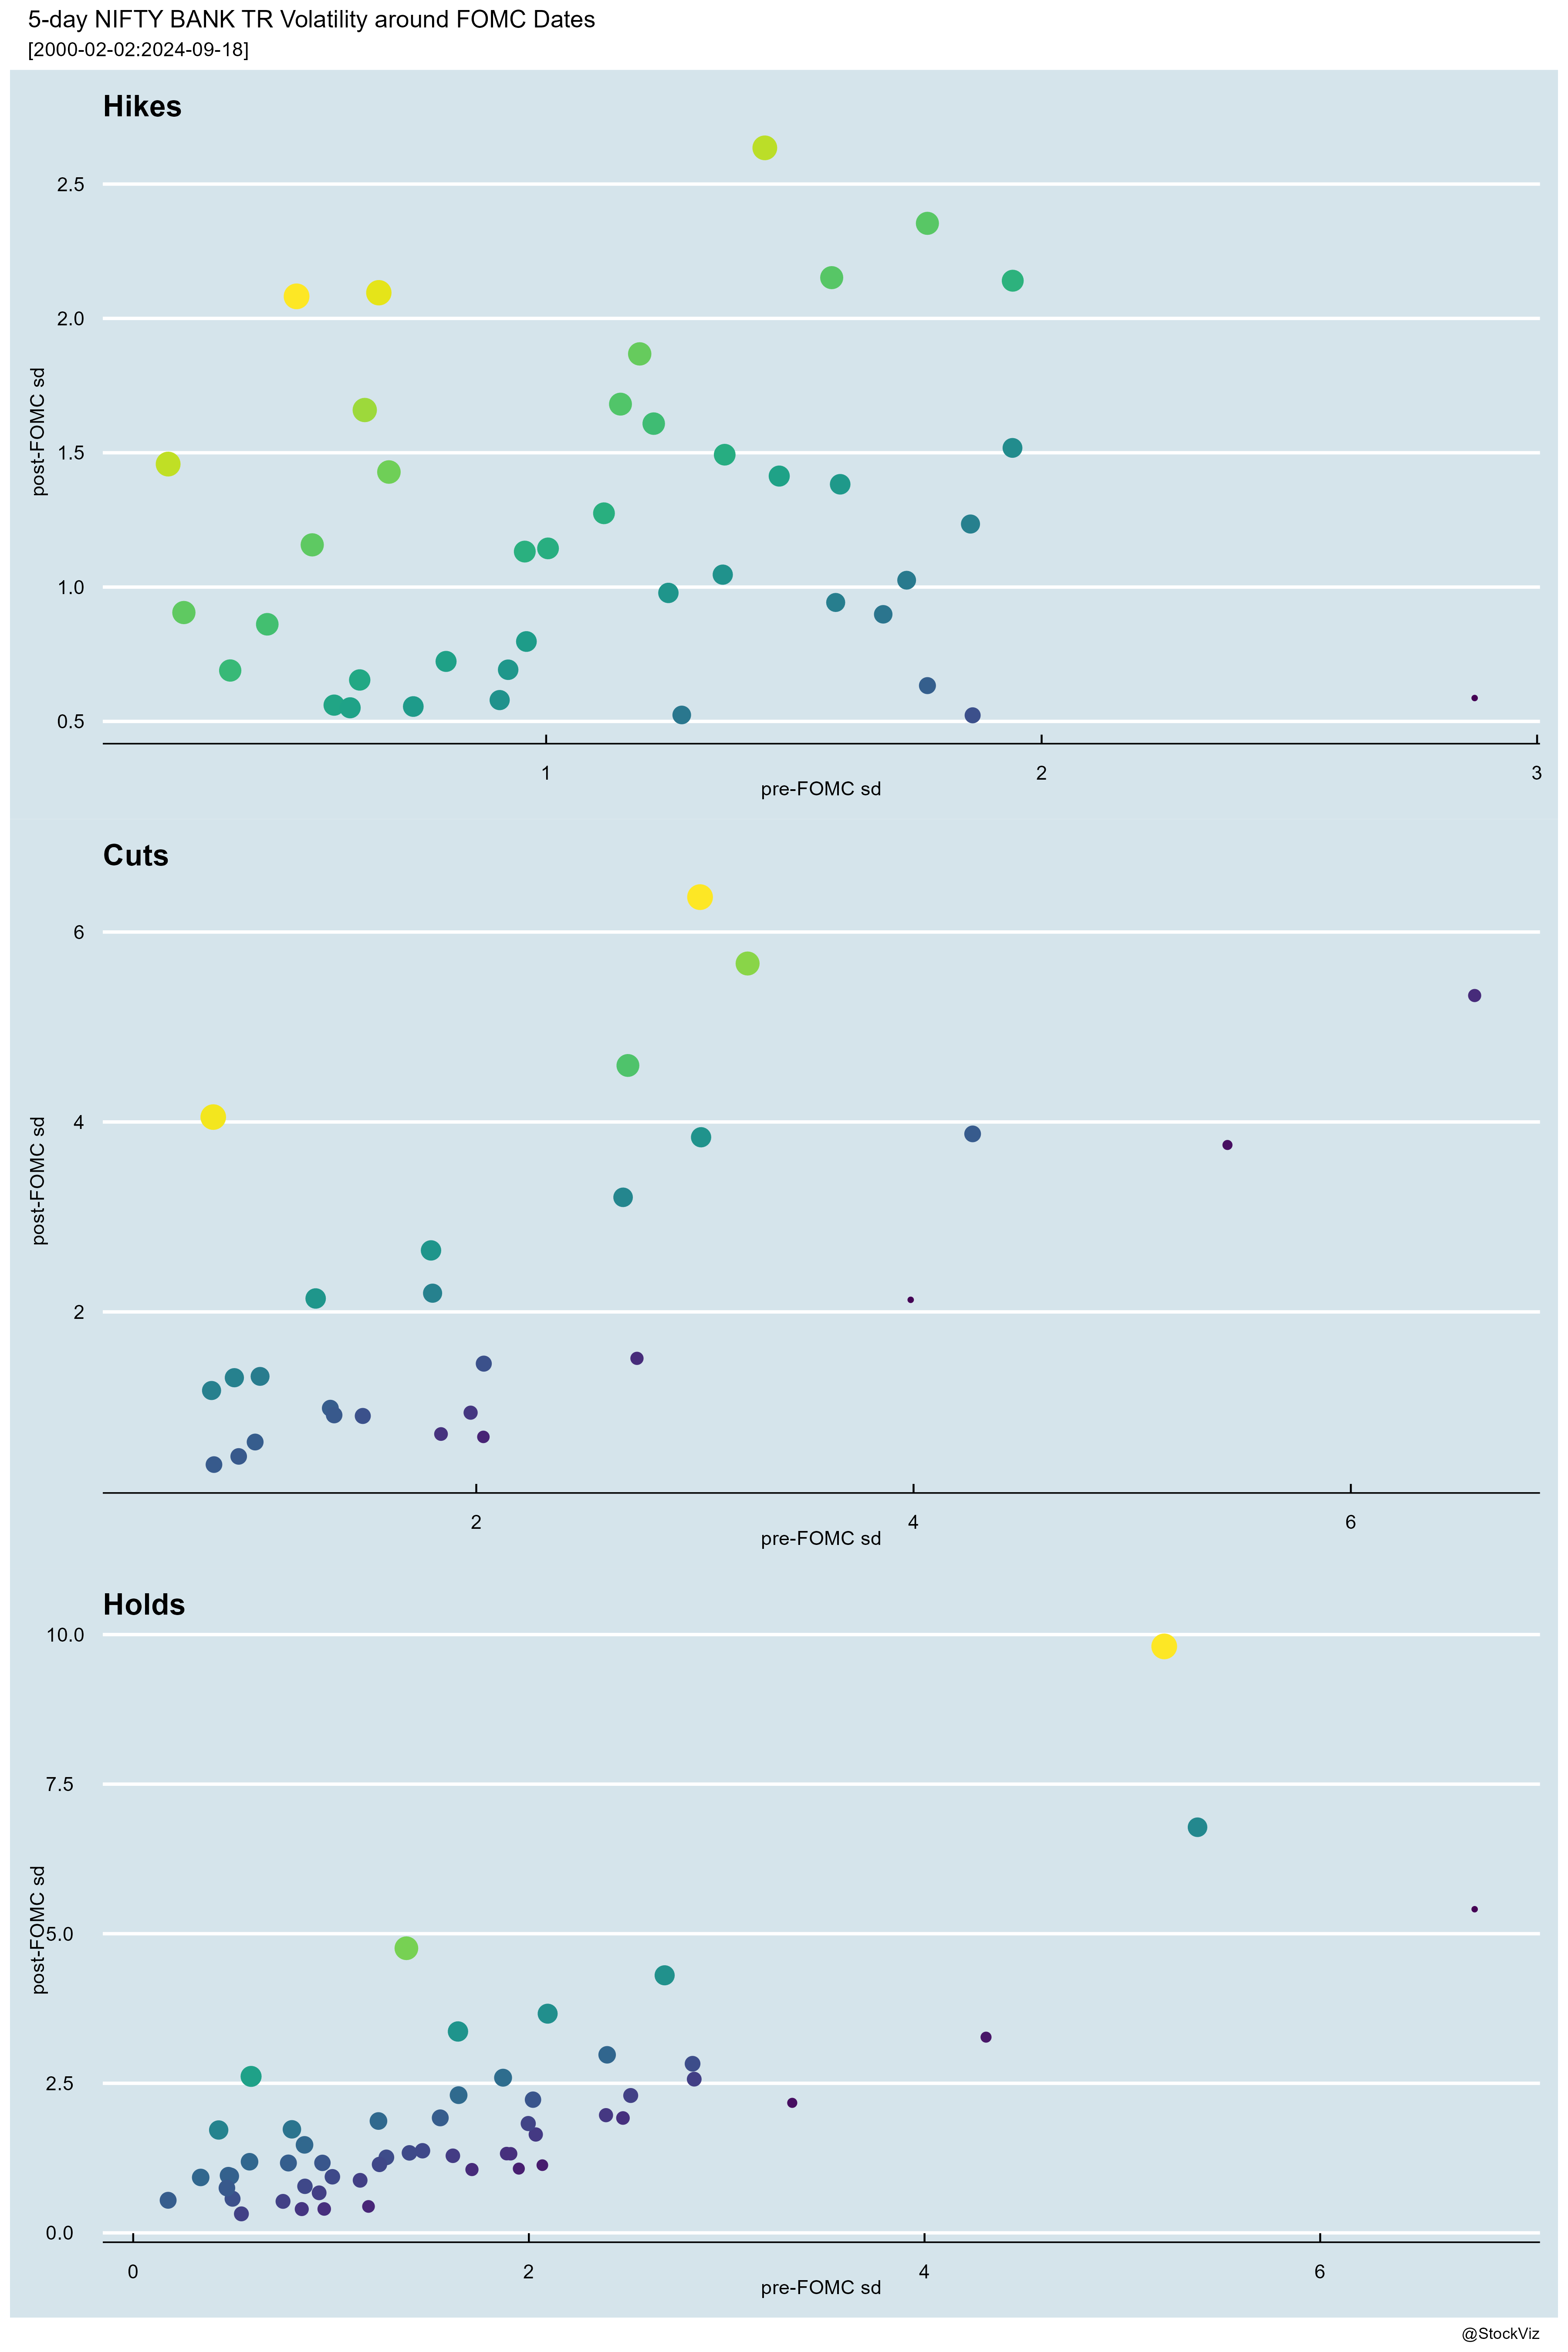 5-day NIFTY BANK TR Volatility around FOMC Dates
[2000-02-02:2024-09-18]
Hikes
2.5
2.0
1.5
1.0
0.5
post-FOMC sd
1 2 3
pre-FOMC sd
Cuts
6
4
2
post-FOMC sd
2 4 6
pre-FOMC sd
Holds
10.0
7.5
5.0
2.5
0.0
post-FOMC sd
0 2 4 6
pre-FOMC sd
@StockViz